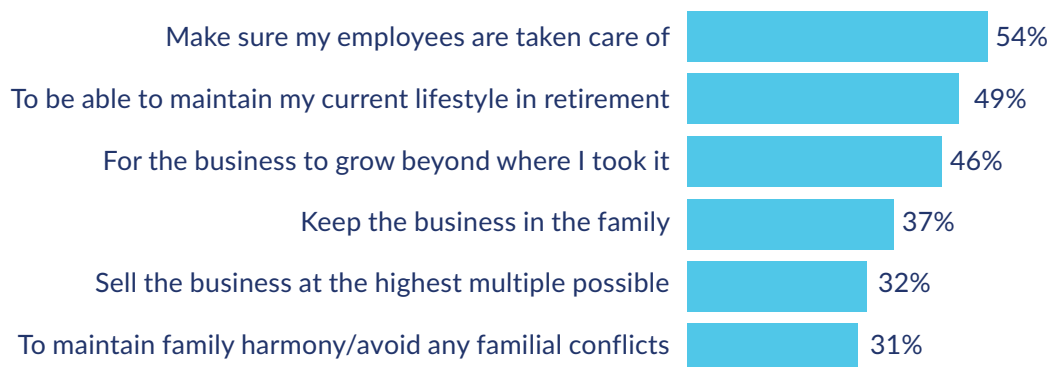 Make sure my employees are taken care of 54%
To be able to maintain my current lifestyle in retirement 49%
For the business to grow beyond where I took it 46%
Keep the business in the family 37%
Sell the business at the highest multiple possible 32%
To maintain family harmony/avoid any familial conflicts 31%